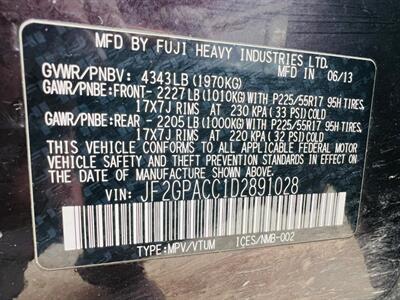 MFD BY FUJI HEAVY INDUSTRIES LTD.
MFD IN 06/13
GVWR/PNBV: 4343LB(1970KG)
GAWR/PNBE:FRONT-2227LB(1010KG)WITH P225/55R17 95H TIRES,
17X7J RIMS AT 230 KPA(33 PSI)COLD
GAWR/PNBE:REAR -2205LB(1000KG)WITH P225/55R17 95H TIRES,
17X7J RIMS AT 220 KPA(32 PSI)COLD
THIS VEHICLE CONFORMS TO ALL APPLICABLE FEDERAL MOTOR
VEHICLE SAFETY AND BUMPER STANDARDS IN EFFECT ON THE
DATE OF MANUFACTURE SHOWN ABOVE.
VIN: JF2GPACC1D2891028
TYPE:MPV/VTUM ICES/NMB-002